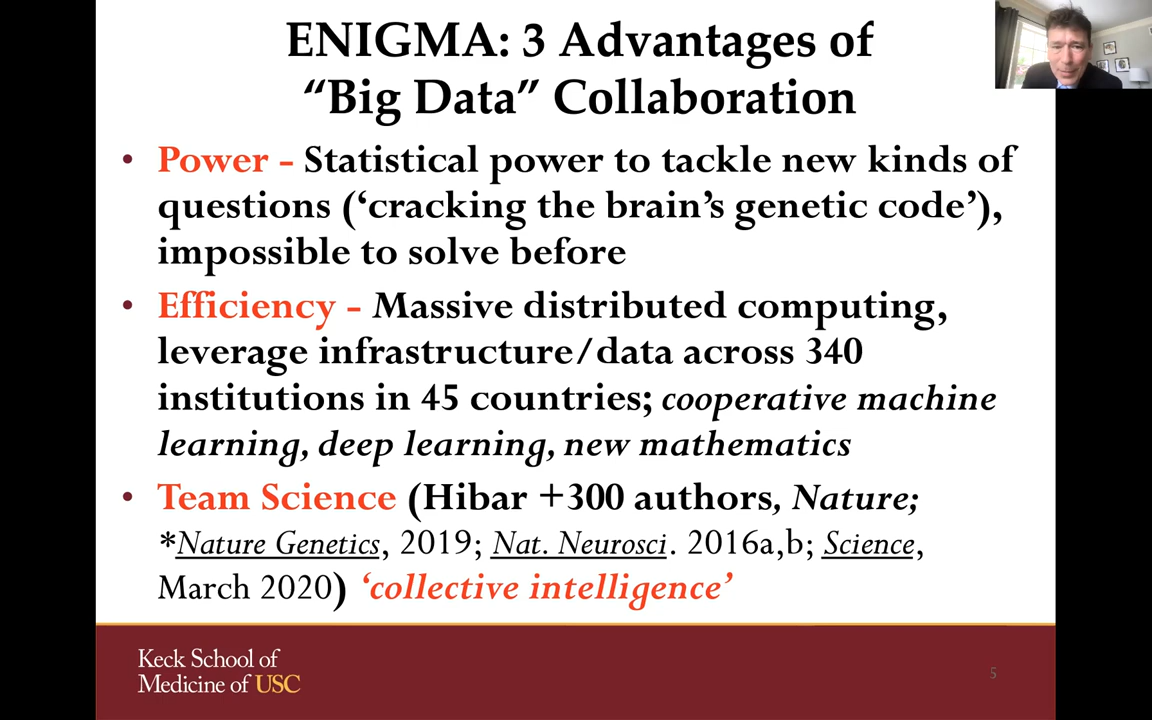 ENIGMA: 3 Advantages of
“Big Data” Collaboration
• Power - Statistical power to tackle new kinds of
questions (‘cracking the brain’s genetic code’),
impossible to solve before
• Efficiency - Massive distributed computing,
leverage infrastructure/data across 340
institutions in 45 countries; cooperative machine
learning, deep learning, new mathematics
• Team Science (Hibar +300 authors, Nature;
*Nature Genetics, 2019; Nat. Neurosci. 2016a,b; Science,
March 2020) ‘collective intelligence’
Keck School of
Medicine of USC
5